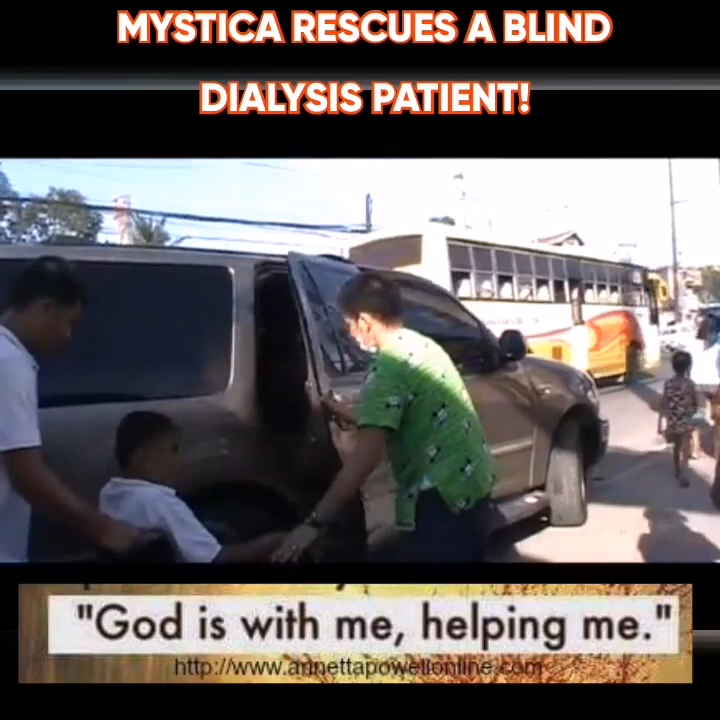 MYSTICA RESCUES A BLIND
DIALYSIS PATIENT!
"God is with me, helping me."
http://www.annettapowellonline.com